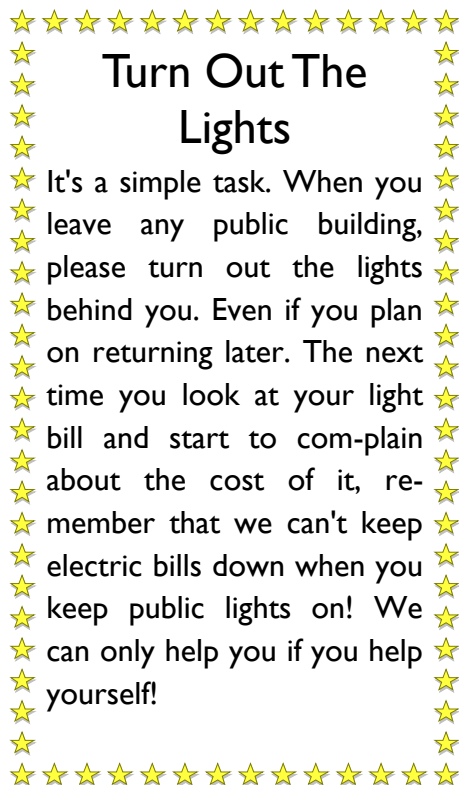 Turn Out The
Lights
It's a simple task. When you
leave any public building,
please turn out the lights
behind you. Even if you plan
on returning later. The next
time you look at your light
bill and start to com-plain
about the cost of it, re-
member that we can't keep
electric bills down when you
keep public lights on! We
can only help you if you help
yourself!